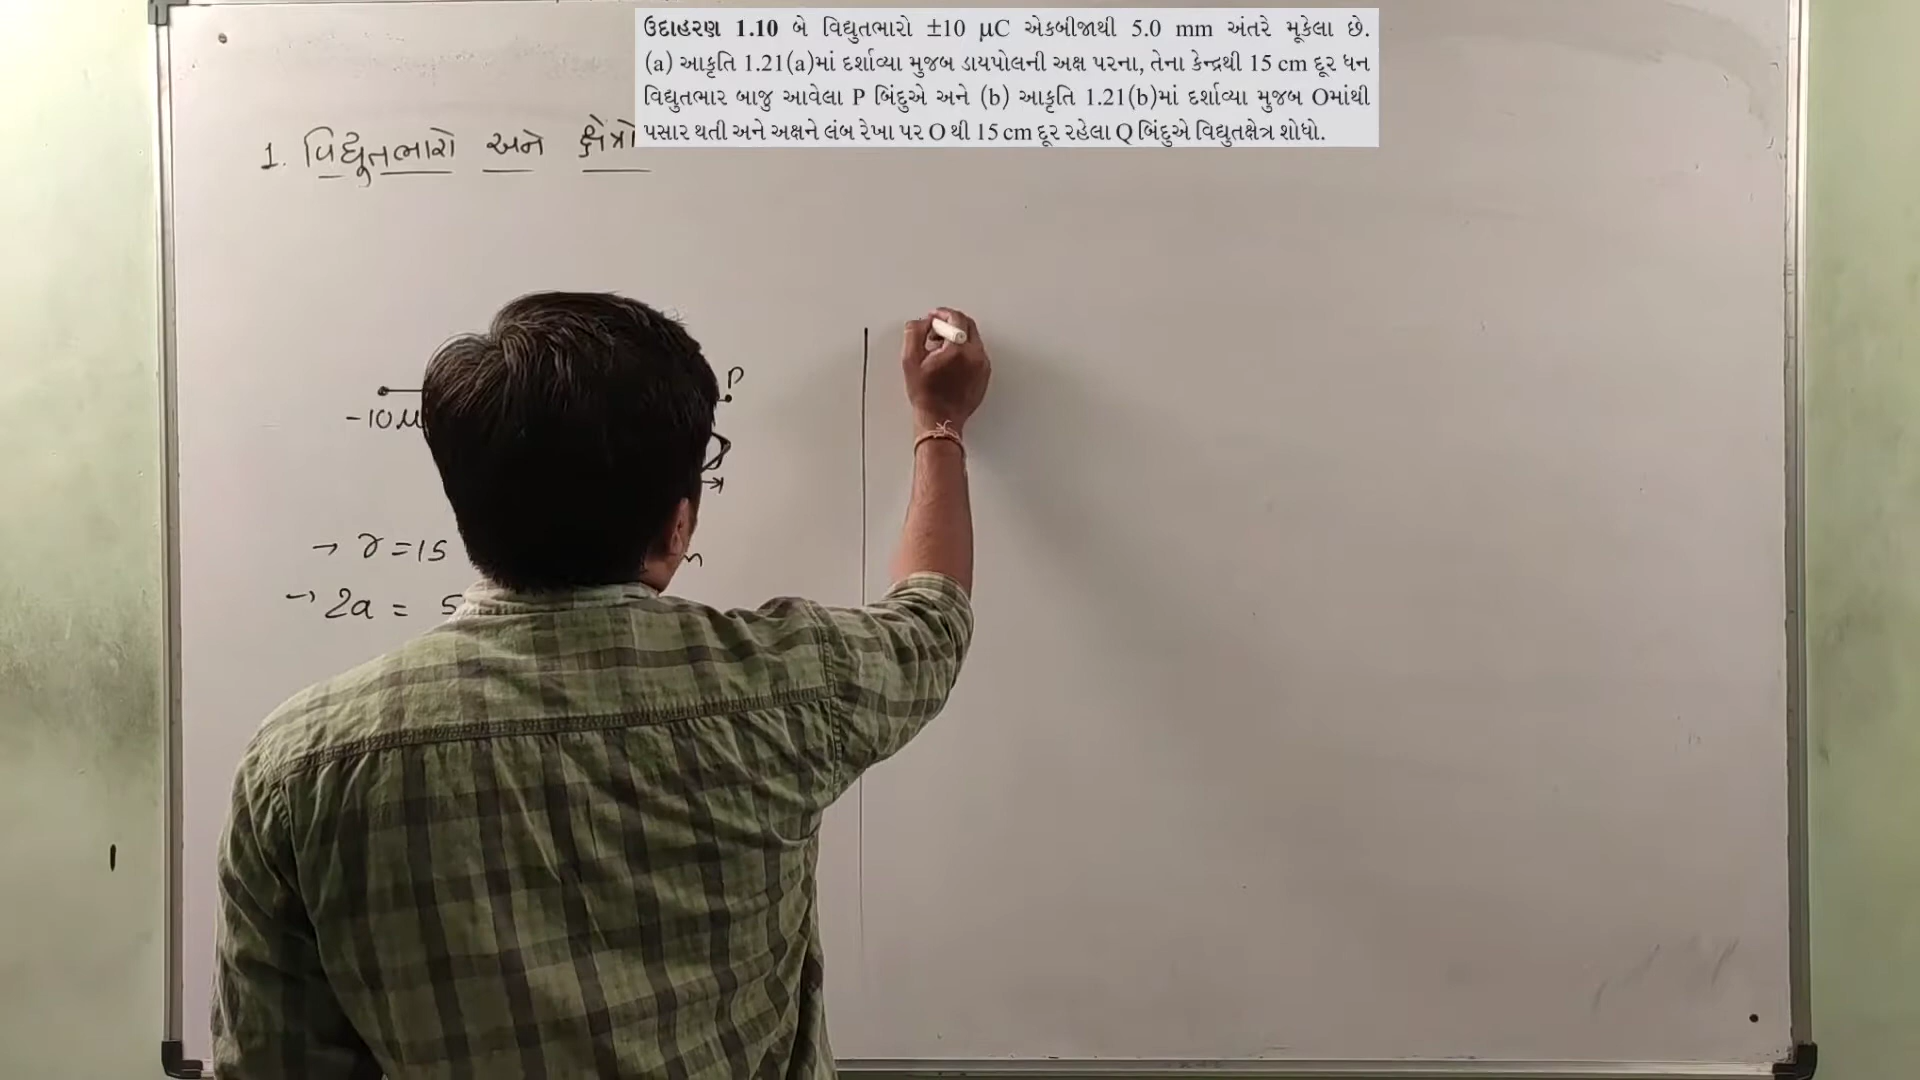 ઉદાહરણ 1.10 બે વિદ્યુતભારો ±10 μC એકબીજાથી 5.0 mm અંતરે મૂકેલા છે.
(a) આકૃતિ 1.21(a)માં દર્શાવ્યા મુજબ ડાયપોલની અક્ષ પરના, તેના કેન્દ્રથી 15 cm દૂર ધન
વિદ્યુતભાર બાજુ આવેલા P બિંદુએ અને (b) આકૃતિ 1.21(b)માં દર્શાવ્યા મુજબ Oમાંથી
પસાર થતી અને અક્ષને લંબ રેખા પર O થી 15 cm દૂર રહેલા Q બિંદુએ વિદ્યુતક્ષેત્ર શોધો.
1. વિદ્યુતભારો અને ક્ષેત્રો
P
-10μ
→ r = 15
→ 2a = 5